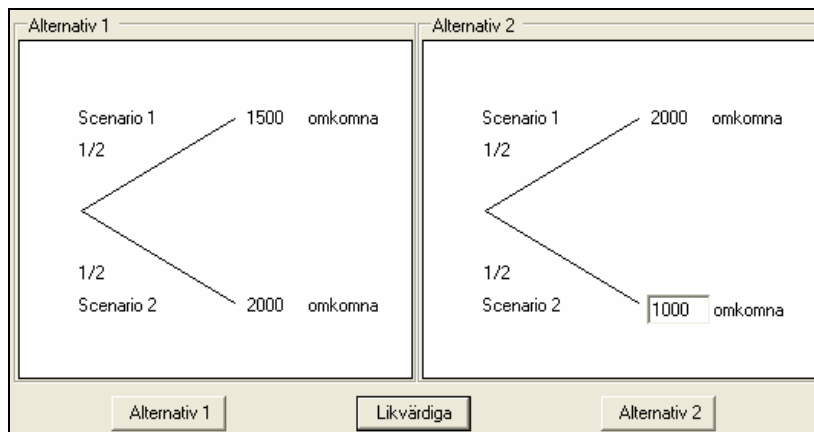 Alternativ 1
Scenario 1
1/2
1500 omkomna
1/2
Scenario 2
2000 omkomna
Alternativ 2
Scenario 1
1/2
2000 omkomna
1/2
Scenario 2
1000 omkomna
Alternativ 1
Likvärdiga
Alternativ 2